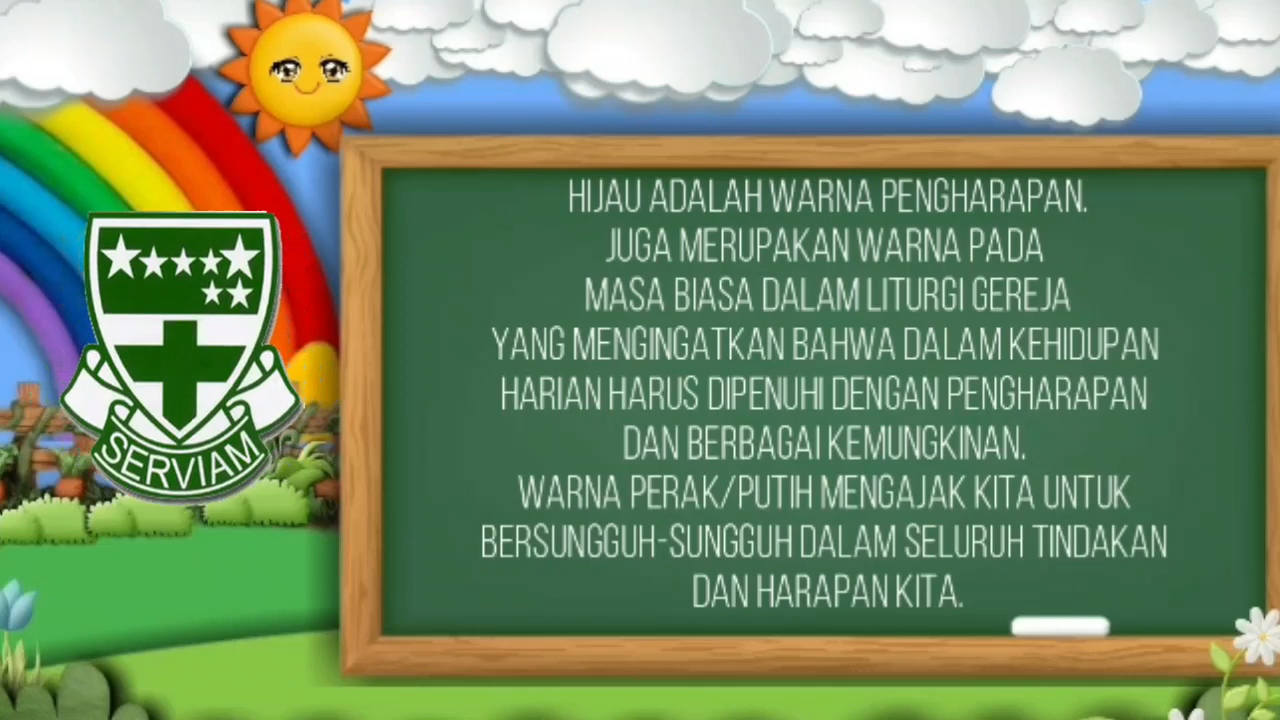 HIJAU ADALAH WARNA PENGHARAPAN.
JUGA MERUPAKAN WARNA PADA
MASA BIASA DALAM LITURGI GEREJA
YANG MENGINGATKAN BAHWA DALAM KEHIDUPAN
HARIAN HARUS DIPENUHI DENGAN PENGHARAPAN
DAN BERBAGAI KEMUNGKINAN.
WARNA PERAK/PUTIH MENGAJAK KITA UNTUK
BERSUNGGUH-SUNGGUH DALAM SELURUH TINDAKAN
DAN HARAPAN KITA.
SERVIAM